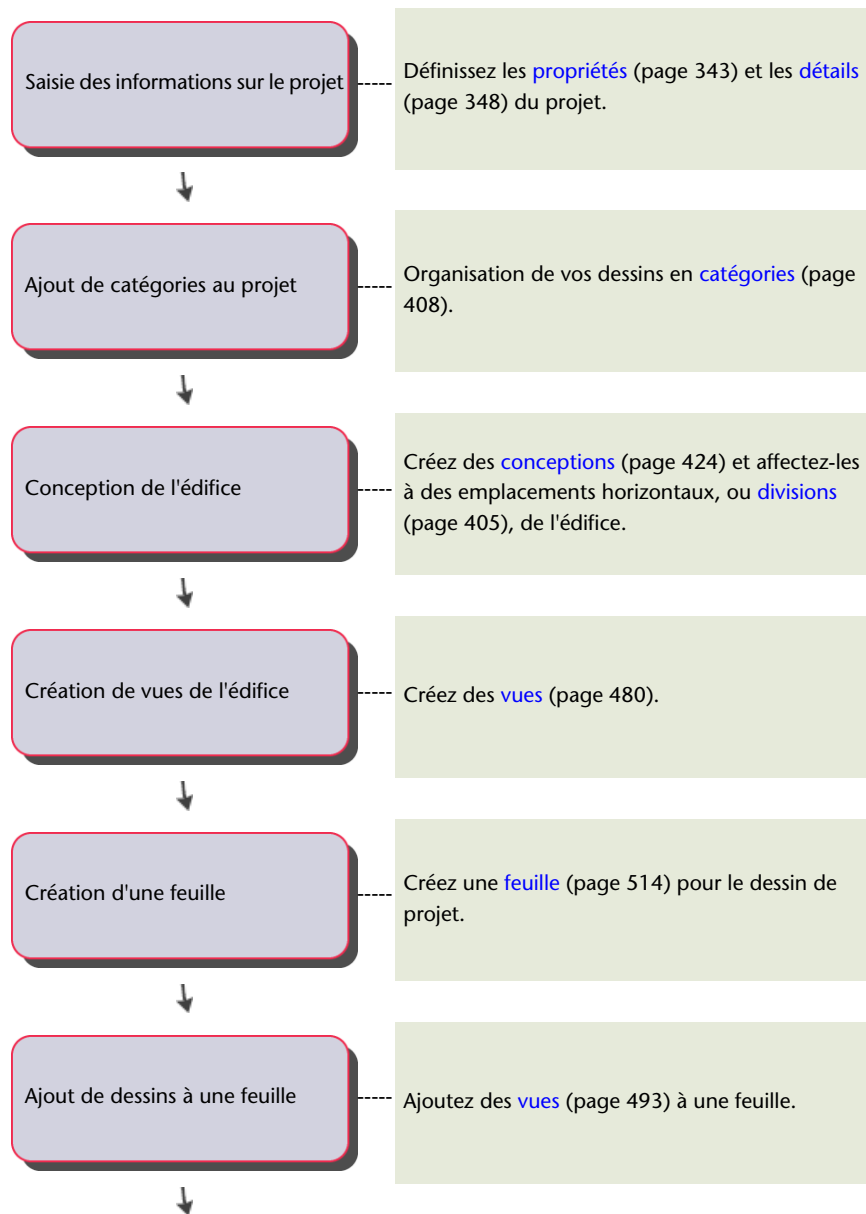 Saisie des informations sur le projet
Définissez les propriétés (page 343) et les détails
(page 348) du projet.
Ajout de catégories au projet
Organisation de vos dessins en catégories (page
408).
Conception de l'édifice
Créez des conceptions (page 424) et affectez-les
à des emplacements horizontaux, ou divisions
(page 405), de l'édifice.
Création de vues de l'édifice
Créez des vues (page 480).
Création d'une feuille
Créez une feuille (page 514) pour le dessin de
projet.
Ajout de dessins à une feuille
Ajoutez des vues (page 493) à une feuille.